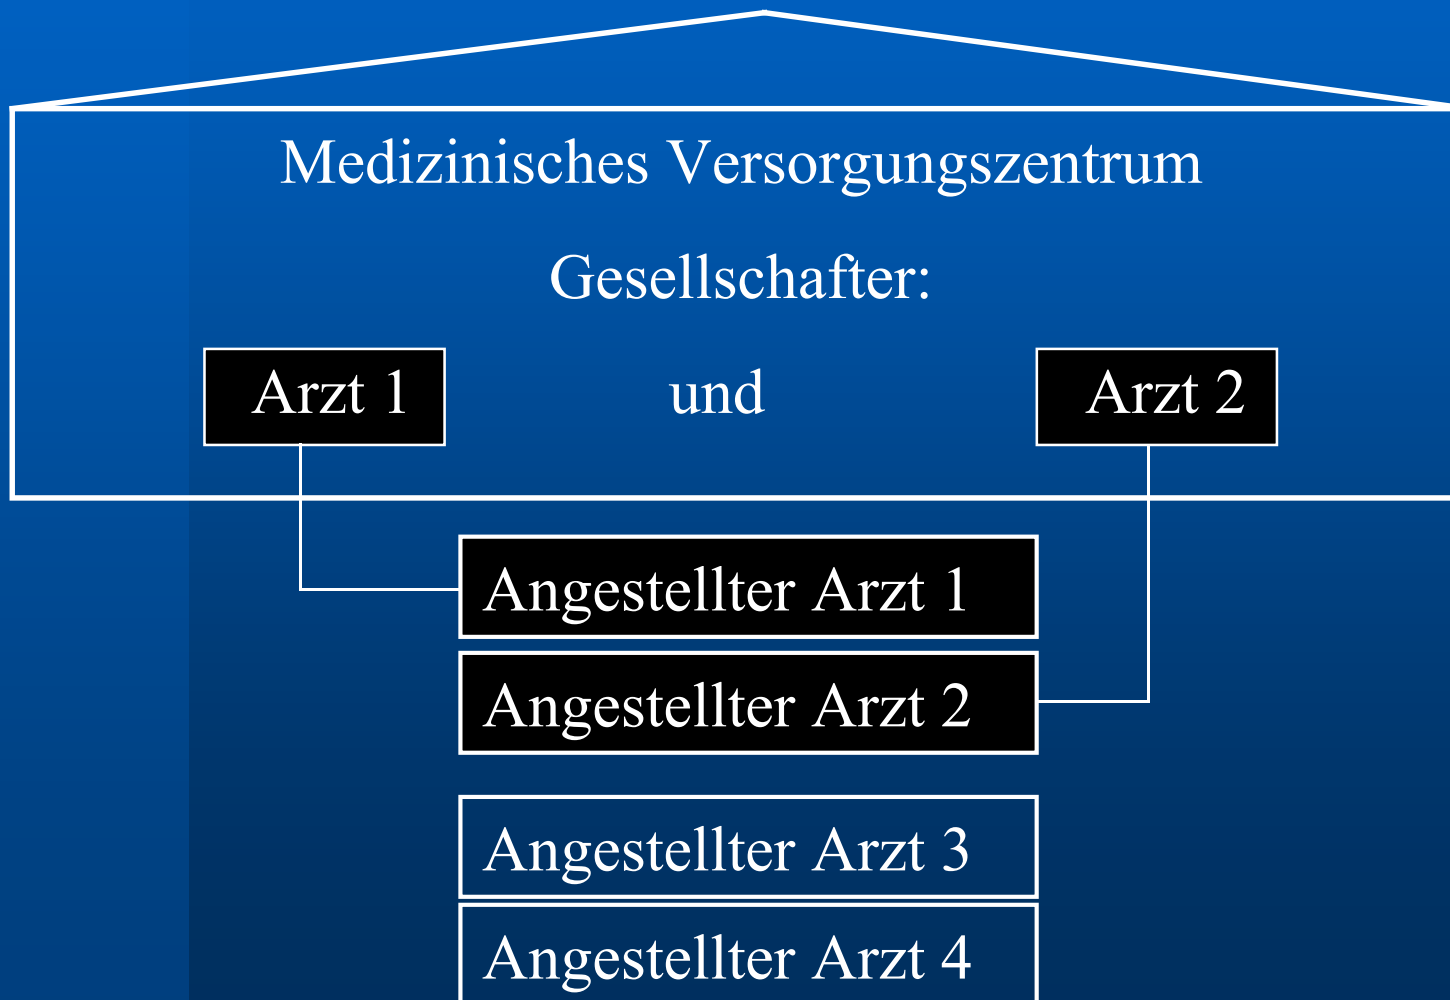 Medizinisches Versorgungszentrum
Gesellschafter:
Arzt 1 und Arzt 2
Angestellter Arzt 1
Angestellter Arzt 2
Angestellter Arzt 3
Angestellter Arzt 4